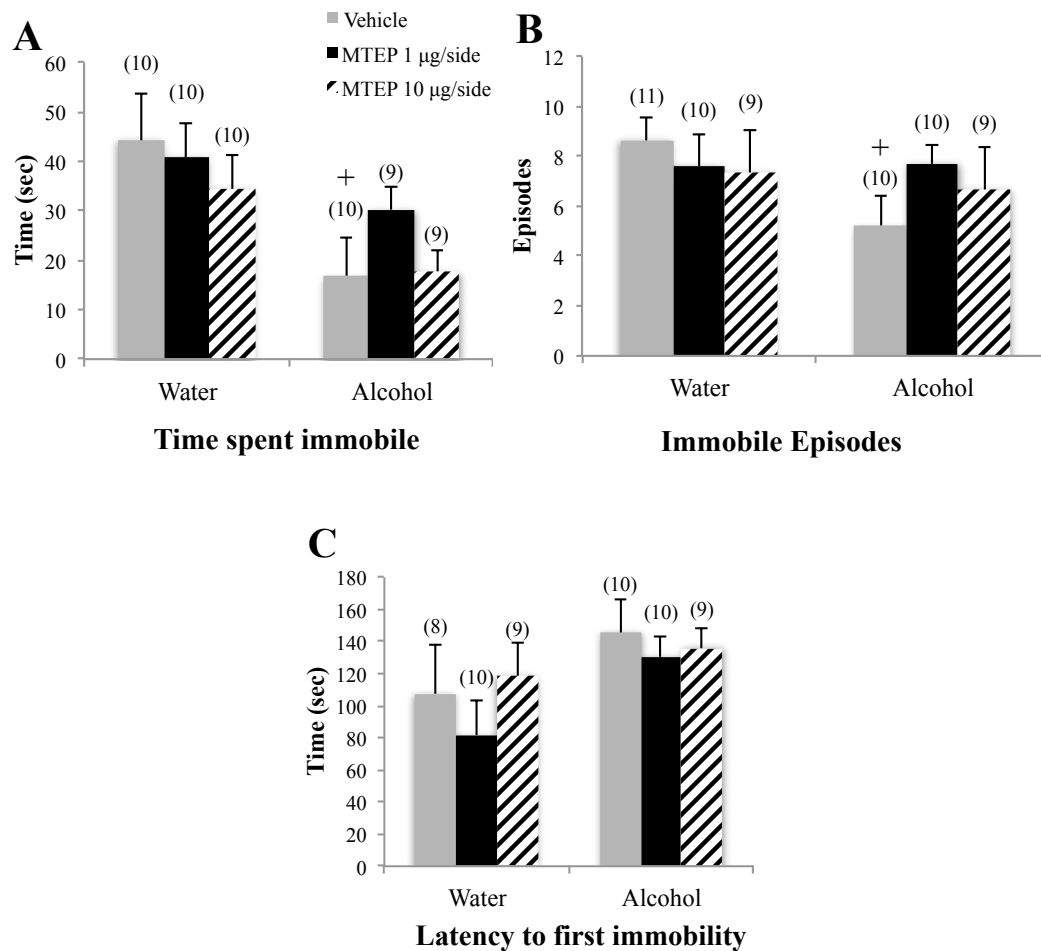 A
Vehicle
MTEP 1 μg/side
MTEP 10 μg/side
Time (sec)
60
50
40
30
20
10
0
(10)
(10)
(10)
+
(10)
(9)
(9)
Water
Alcohol
Time spent immobile
B
Episodes
12
10
8
6
4
2
0
(11)
(10)
(9)
+
(10)
(10)
(9)
Water
Alcohol
Immobile Episodes
C
Time (sec)
180
160
140
120
100
80
60
40
20
0
(8)
(10)
(9)
(10)
(10)
(9)
Water
Alcohol
Latency to first immobility